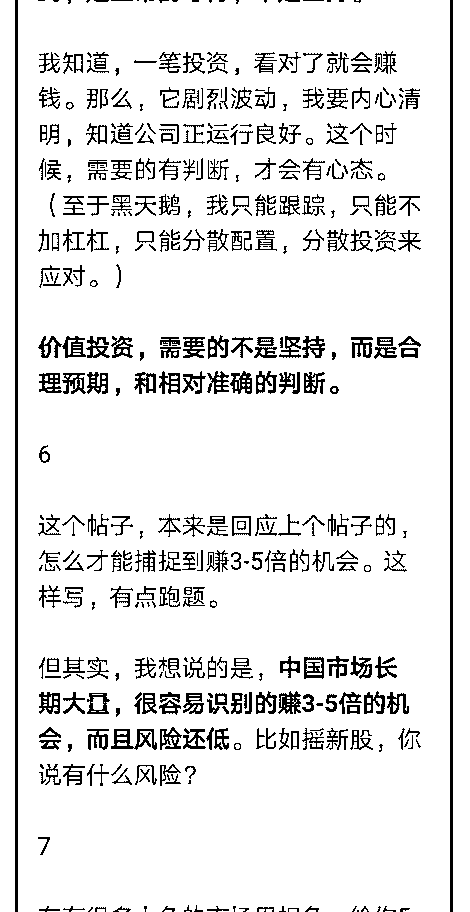 我知道，一笔投资，看对了就会赚
钱。那么，它剧烈波动，我要内心清
明，知道公司正运行良好。这个时
候，需要的有判断，才会有心态。
（至于黑天鹅，我只能跟踪，只能不
加杠杠，只能分散配置，分散投资来
应对。）
价值投资，需要的不是坚持，而是合
理预期，和相对准确的判断。
6
这个帖子，本来是回应上个帖子的，
怎么才能捕捉到赚3-5倍的机会。这
样写，有点跑题。
但其实，我想说的是，中国市场长
期大量，很容易识别的赚3-5倍的机
会，而且风险还低。比如摇新股，你
说有什么风险？
7